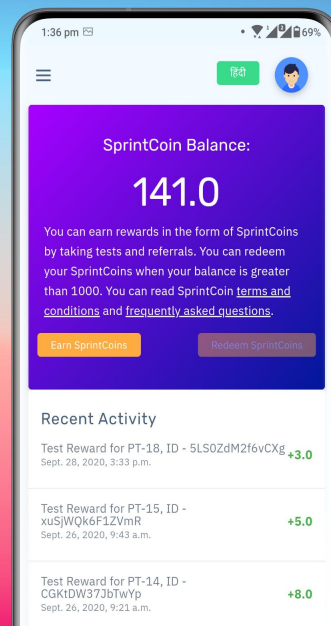 1:36 pm
69%
हिंदी
SprintCoin Balance:
141.0
You can earn rewards in the form of SprintCoins
by taking tests and referrals. You can redeem
your SprintCoins when your balance is greater
than 1000. You can read SprintCoin terms and
conditions and frequently asked questions.
Earn SprintCoins
Redeem SprintCoins
Recent Activity
Test Reward for PT-18, ID - 5LS0ZdM2f6vCXg
+3.0
Sept. 28, 2020, 3:33 p.m.
Test Reward for PT-15, ID -
xuSjWQk6F1ZVmR
+5.0
Sept. 26, 2020, 9:43 a.m.
Test Reward for PT-14, ID -
CGKtDW37JbTwYp
+8.0
Sept. 26, 2020, 9:21 a.m.